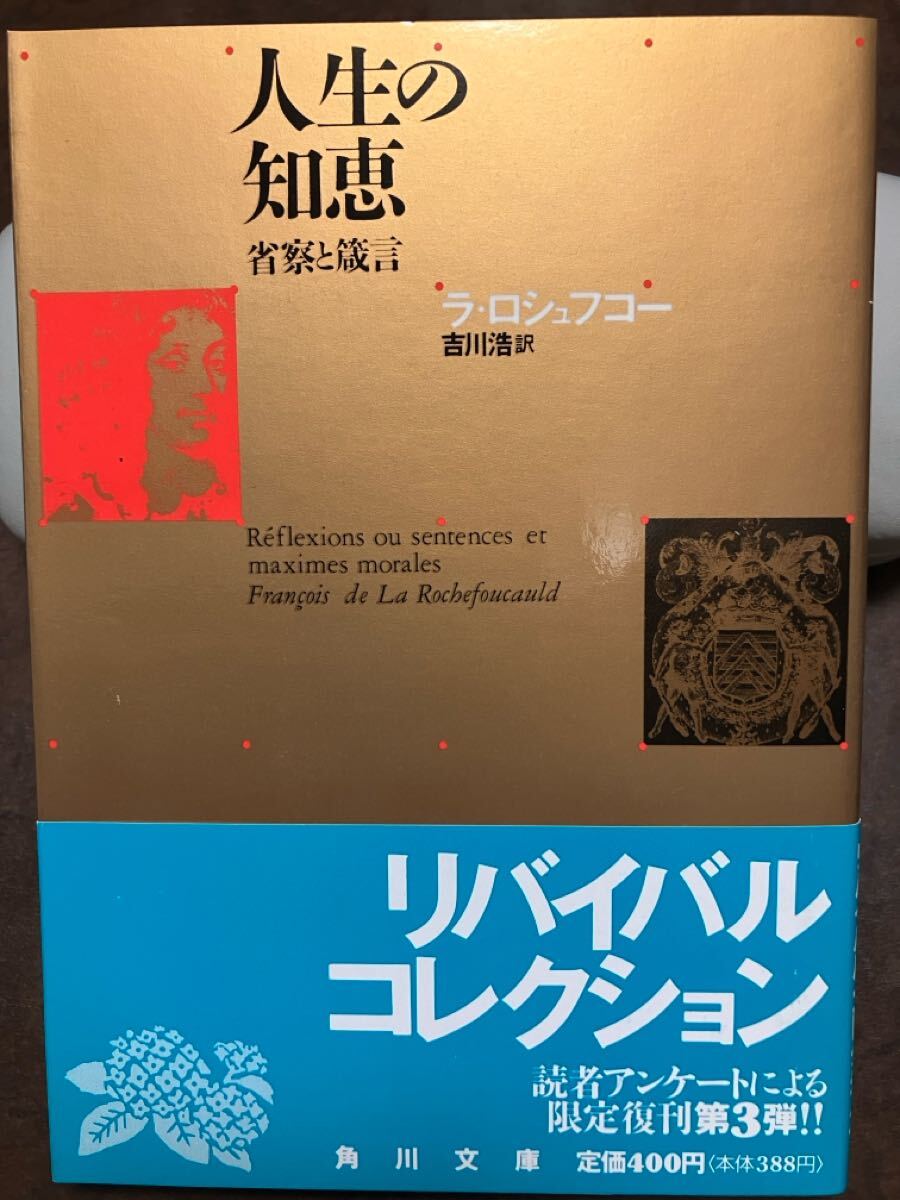 人生の
知恵
省察と箴言
ラ・ロシュフコー
吉川浩訳
Réflexions ou sentences et
maximes morales
François de La Rochefoucauld
リバイバル
コレクション
読者アンケートによる
限定復刊第3弾!!
角川文庫 定価400円〈本体388円〉